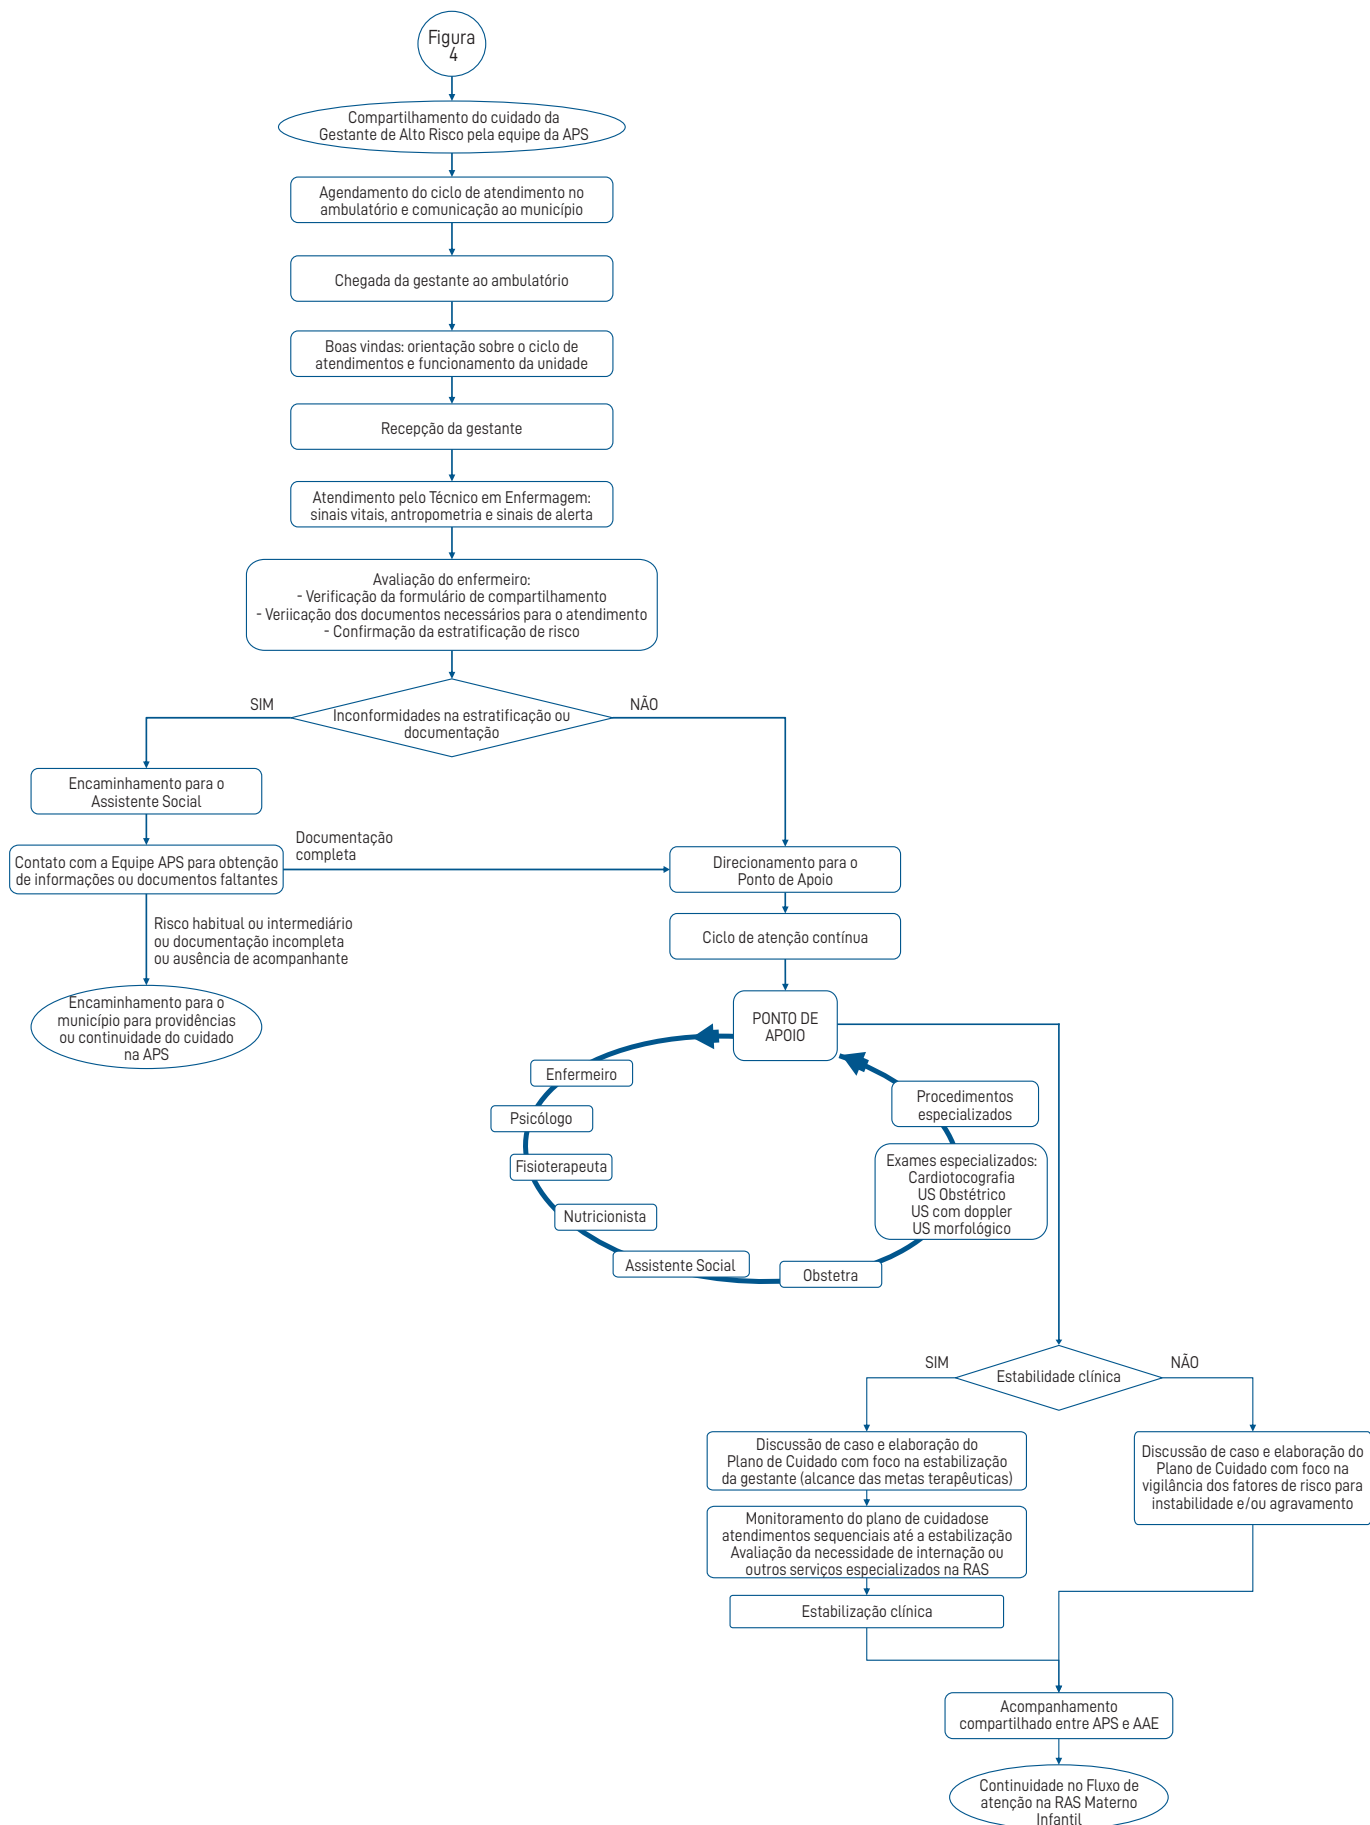 Figura
4
Compartilhamento do cuidado da
Gestante de Alto Risco pela equipe da APS
Agendamento do ciclo de atendimento no
ambulatório e comunicação ao município
Chegada da gestante ao ambulatório
Boas vindas: orientação sobre o ciclo de
atendimentos e funcionamento da unidade
Recepção da gestante
Atendimento pelo Técnico em Enfermagem:
sinais vitais, antropometria e sinais de alerta
Avaliação do enfermeiro:
- Verificação da formulário de compartilhamento
- Veriicação dos documentos necessários para o atendimento
- Confirmação da estratificação de risco
SIM
NÃO
Inconformidades na estratificação ou
documentação
Encaminhamento para o
Assistente Social
Contato com a Equipe APS para obtenção
de informações ou documentos faltantes
Documentação
completa
Direcionamento para o
Ponto de Apoio
Risco habitual ou intermediário
ou documentação incompleta
ou ausência de acompanhante
Ciclo de atenção contínua
Encaminhamento para o
município para providências
ou continuidade do cuidado
na APS
PONTO DE
APOIO
Enfermeiro
Psicólogo
Fisioterapeuta
Nutricionista
Assistente Social
Obstetra
Exames especializados:
Cardiotocografia
US Obstétrico
US com doppler
US morfológico
Procedimentos
especializados
SIM
NÃO
Estabilidade clínica
Discussão de caso e elaboração do
Plano de Cuidado com foco na estabilização
da gestante (alcance das metas terapêuticas)
Discussão de caso e elaboração do
Plano de Cuidado com foco na
vigilância dos fatores de risco para
instabilidade e/ou agravamento
Monitoramento do plano de cuidadose
atendimentos sequenciais até a estabilização
Avaliação da necessidade de internação ou
outros serviços especializados na RAS
Estabilização clínica
Acompanhamento
compartilhado entre APS e AAE
Continuidade no Fluxo de
atenção na RAS Materno
Infantil